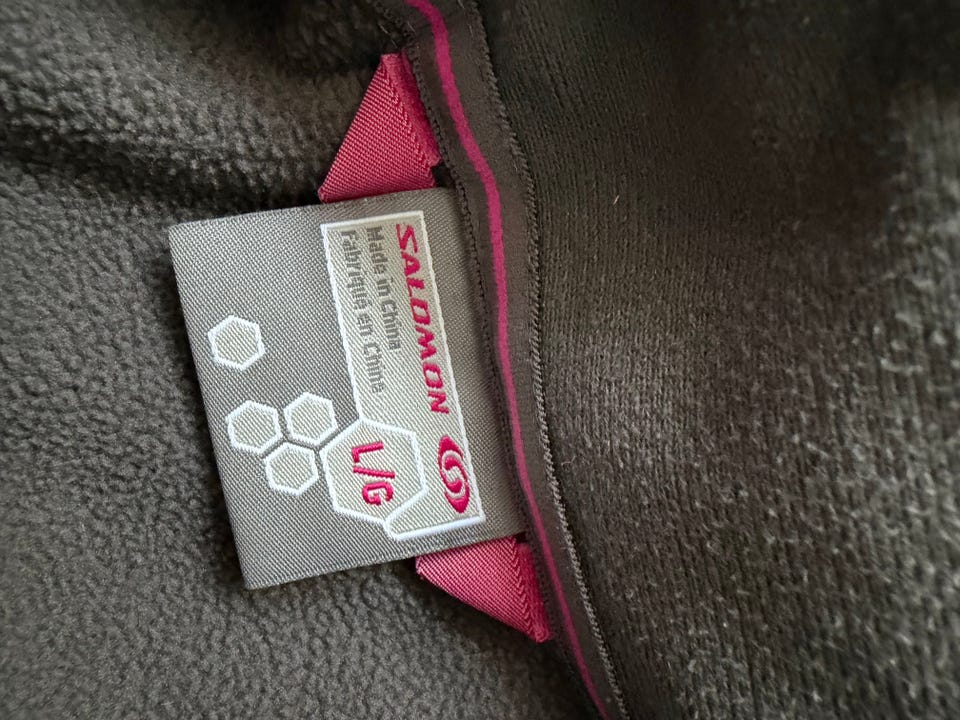 SALOMON
Made in China
Fabriqué en Chine
L/G